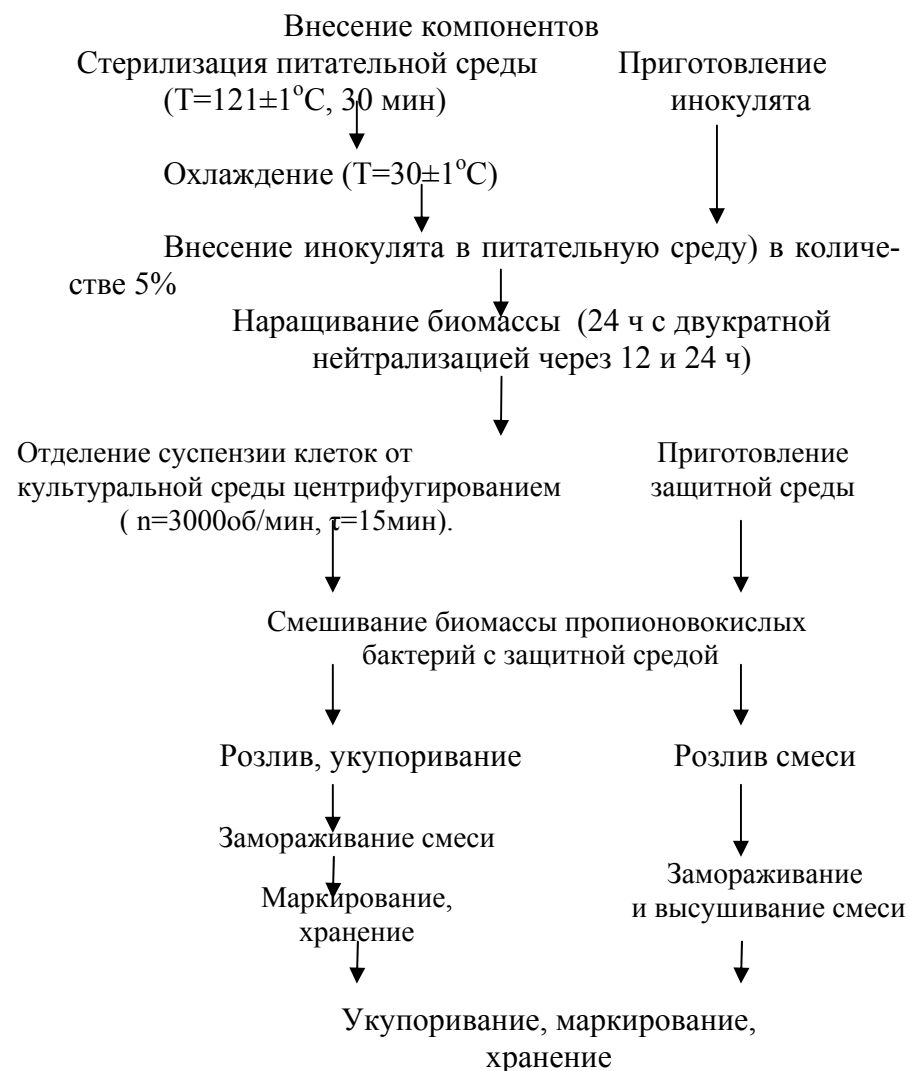 Внесение компонентов
Стерилизация питательной среды
(Т=121±1°С, 30 мин)
Приготовление
инокулята
Охлаждение (Т=30±1°С)
Внесение инокулята в питательную среду) в количе-
стве 5%
Наращивание биомассы (24 ч с двукратной
нейтрализацией через 12 и 24 ч)
Отделение суспензии клеток от
культуральной среды центрифугированием
( n=3000об/мин, τ=15мин).
Приготовление
защитной среды
Смешивание биомассы пропионовокислых
бактерий с защитной средой
Розлив, укупоривание
Розлив смеси
Замораживание смеси
Маркирование,
хранение
Замораживание
и высушивание смеси
Укупоривание, маркирование,
хранение